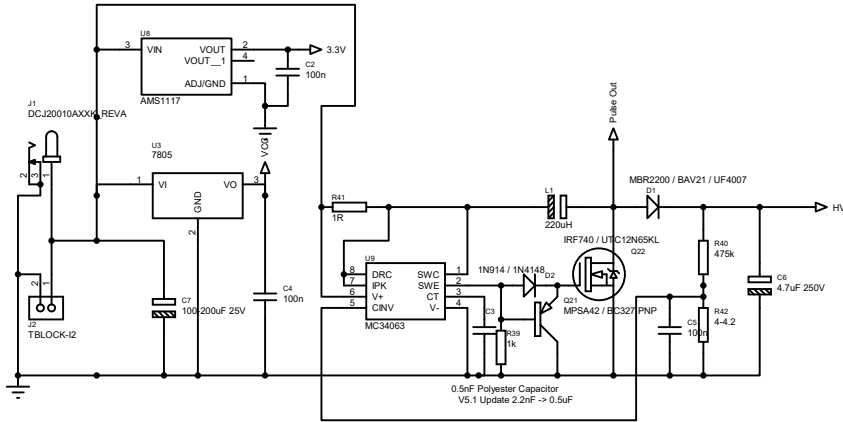 U8
3
VIN
VOUT
2
VOUT__1
4
ADJ/GND
1
AMS1117
3.3V
C2
100n
J1
DCJ20010AXXK_REVA
2
3
1
U3
7805
1
VI
VO
3
GND
2
VCC
C4
100n
2
1
J2
TBLOCK-I2
C7
100-200uF 25V
R41
1R
U9
8
DRC
SWC
1
7
IPK
SWE
2
6
V+
CT
3
5
CINV
V-
4
MC34063
C3
R39
1k
1N914 / 1N4148
D2
Q21
MPSA42 / BC327 PNP
0.5nF Polyester Capacitor
V5.1 Update 2.2nF -> 0.5uF
L1
220uH
Pulse Out
IRF740 / UTC12N65KL
Q22
MBR2200 / BAV21 / UF4007
D1
HV
R40
475k
C6
4.7uF 250V
C5
100n
R42
4-4.2